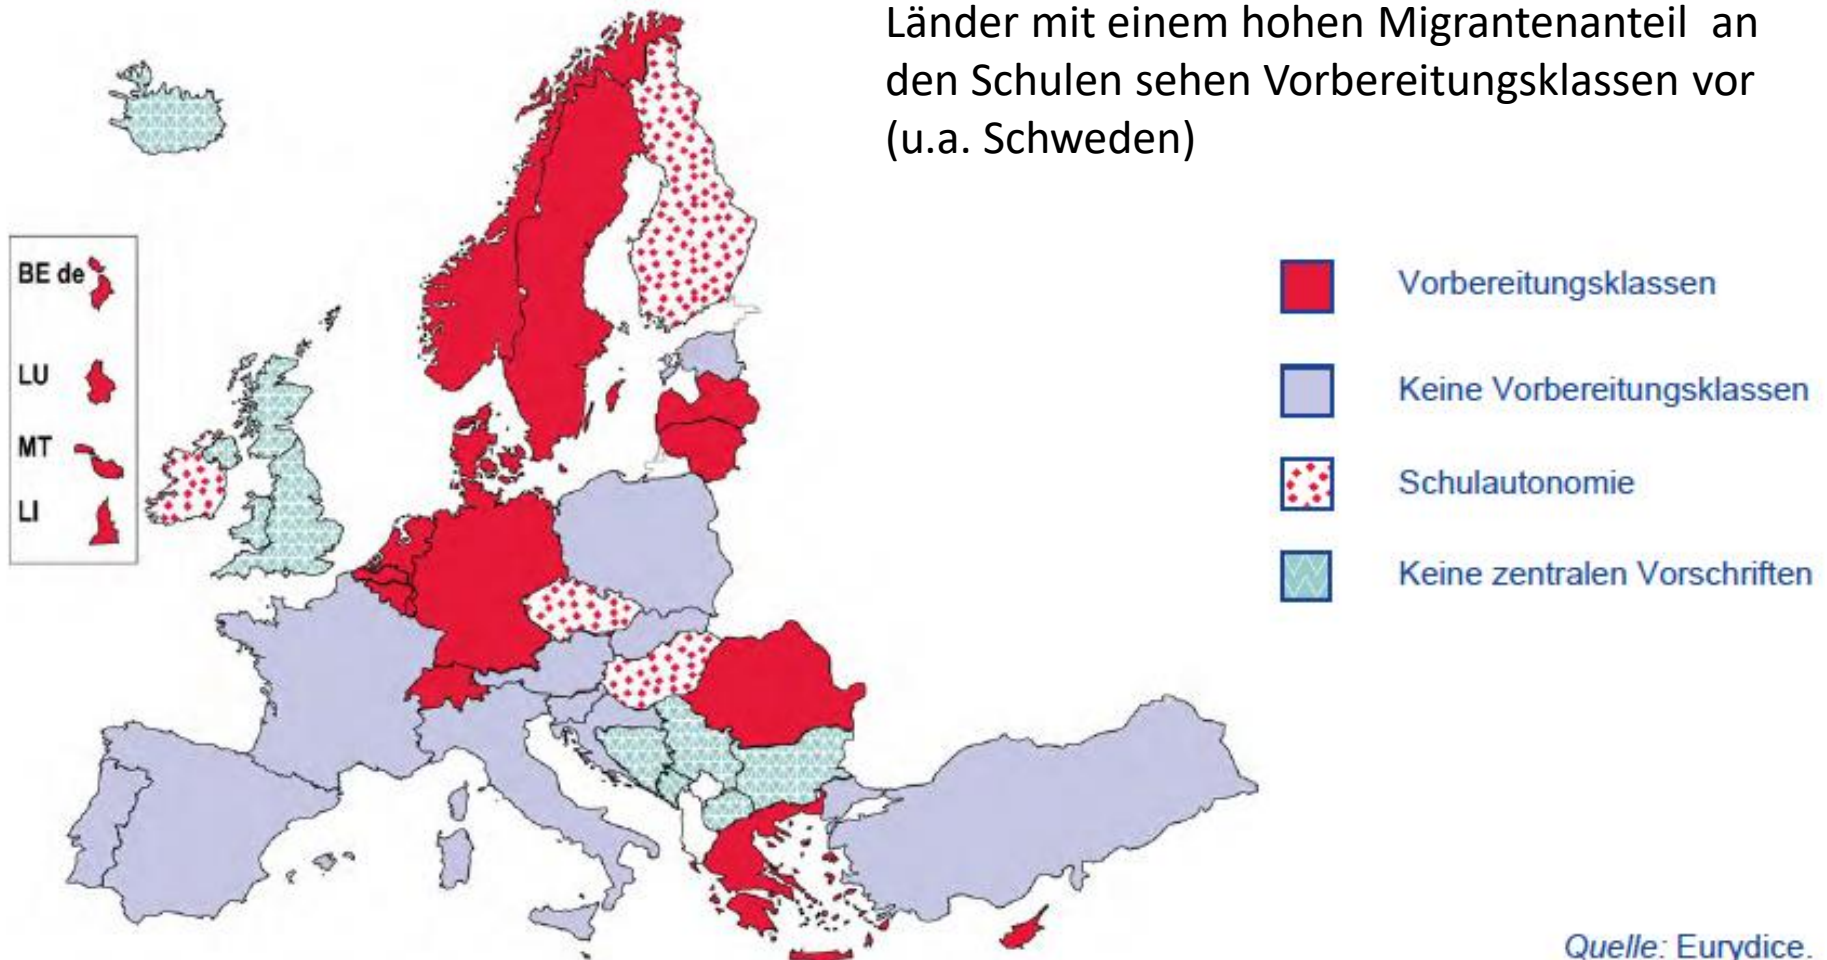 Länder mit einem hohen Migrantenanteil  an
den Schulen sehen Vorbereitungsklassen vor
(u.a. Schweden)
BE de
LU
MT
LI
Vorbereitungsklassen
Keine Vorbereitungsklassen
Schulautonomie
Keine zentralen Vorschriften
Quelle: Eurydice.